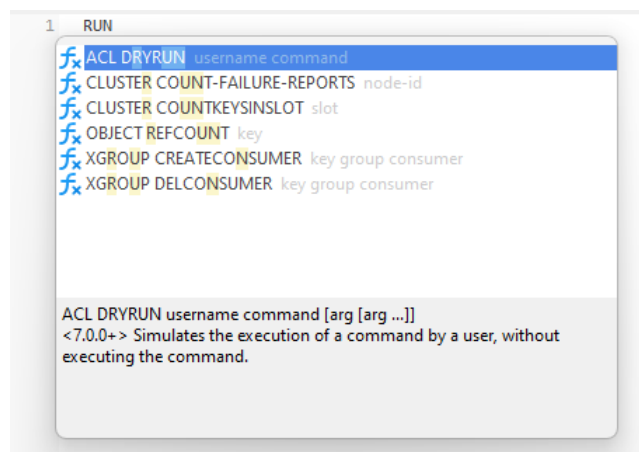 1 RUN
ACL DRYRUN username command
CLUSTER COUNT-FAILURE-REPORTS node-id
CLUSTER COUNTKEYSINSLOT slot
OBJECT REFCOUNT key
XGROUP CREATECONSUMER key group consumer
XGROUP DELCONSUMER key group consumer
ACL DRYRUN username command [arg [arg ...]]
<7.0.0+> Simulates the execution of a command by a user, without
executing the command.